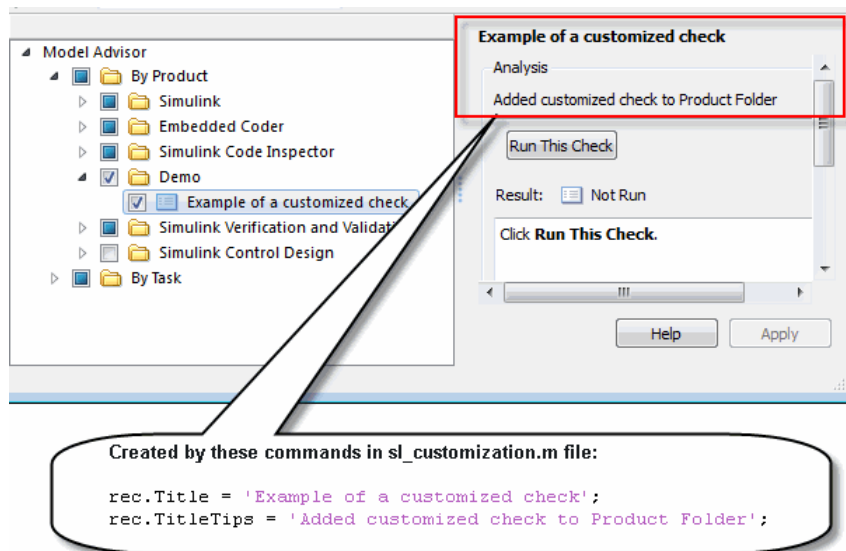 Model Advisor
By Product
Simulink
Embedded Coder
Simulink Code Inspector
Demo
Example of a customized check
Simulink Verification and Validati
Simulink Control Design
By Task
Example of a customized check
Analysis
Added customized check to Product Folder
Run This Check
Result: Not Run
Click Run This Check.
Help Apply
Created by these commands in sl_customization.m file:
rec.Title = 'Example of a customized check';
rec.TitleTips = 'Added customized check to Product Folder';